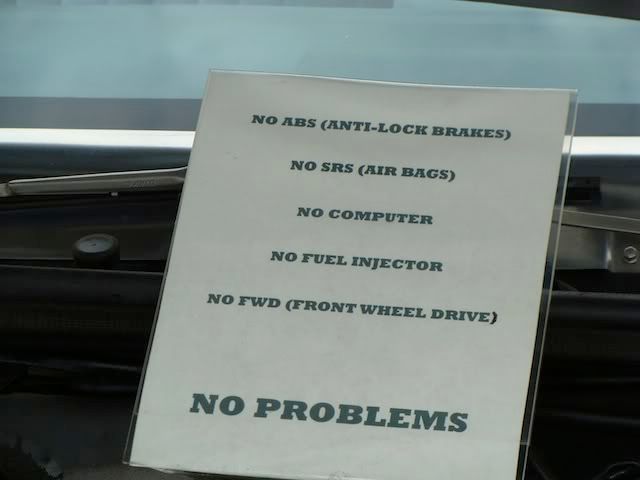 NO ABS (ANTI-LOCK BRAKES)
NO SRS (AIR BAGS)
NO COMPUTER
NO FUEL INJECTOR
NO FWD (FRONT WHEEL DRIVE)
NO PROBLEMS